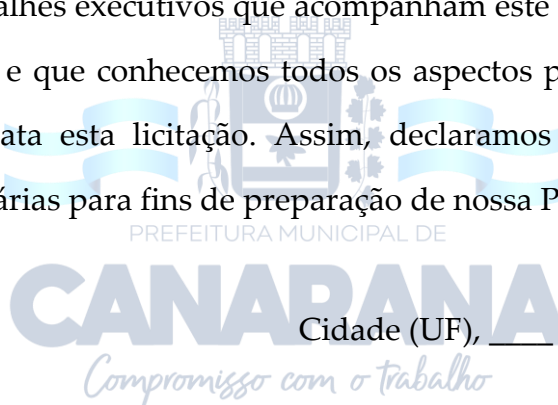 alhes executivos que acompanham este
e que conhecemos todos os aspectos p
ata esta licitação. Assim, declaramos
árias para fins de preparação de nossa P
PREFEITURA MUNICIPAL DE
CANARANA
Cidade (UF), ____
Compromisso com o trabalho